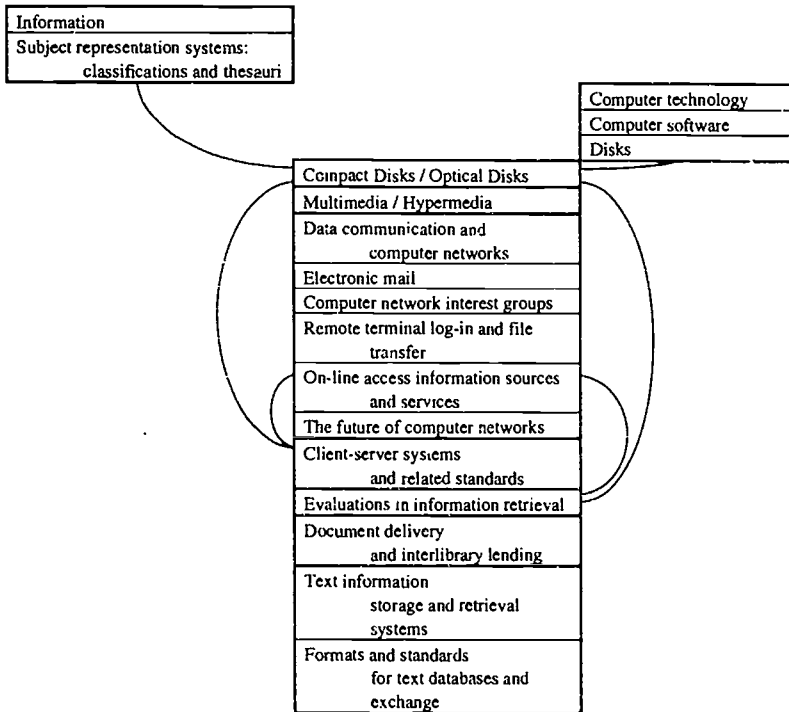 Information
Subject representation systems:
classifications and thesauri
Computer technology
Computer software
Disks
Compact Disks / Optical Disks
Multimedia / Hypermedia
Data communication and
computer networks
Electronic mail
Computer network interest groups
Remote terminal log-in and file
transfer
On-line access information sources
and services
The future of computer networks
Client-server systems
and related standards
Evaluations in information retrieval
Document delivery
and interlibrary lending
Text information
storage and retrieval
systems
Formats and standards
for text databases and
exchange